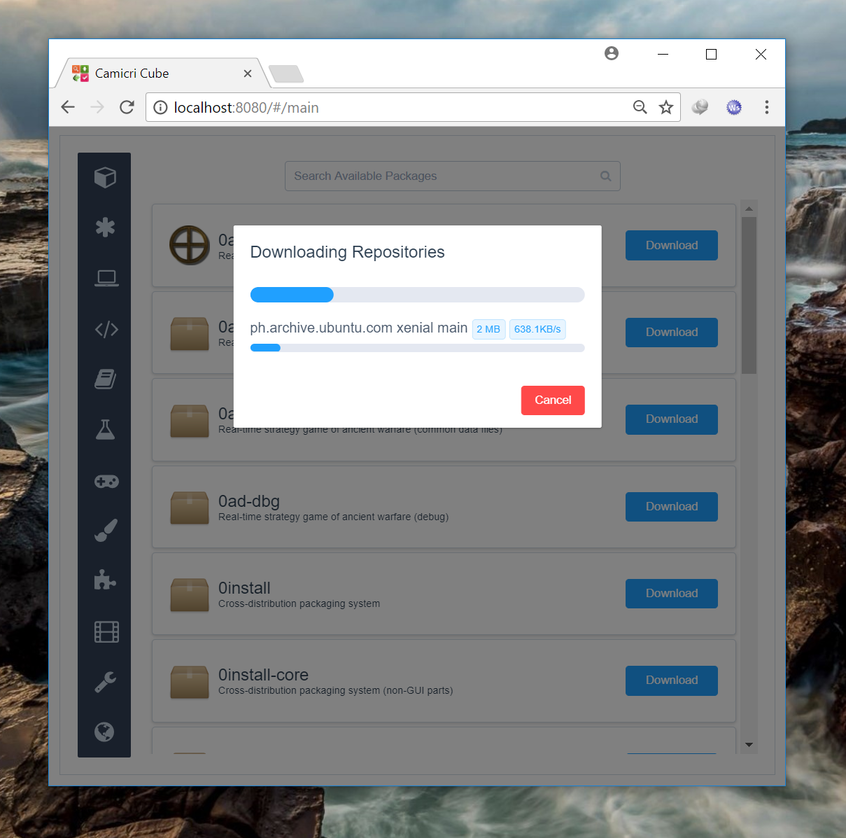 Camicri Cube
localhost:8080/#/main
Search Available Packages
0a
Rea
Download
Downloading Repositories
ph.archive.ubuntu.com xenial main 2 MB 638.1KB/s
Cancel
0a
Rea
Download
0a
Real-time strategy game of ancient warfare (common data files)
Download
0ad-dbg
Real-time strategy game of ancient warfare (debug)
Download
0install
Cross-distribution packaging system
Download
0install-core
Cross-distribution packaging system (non-GUI parts)
Download